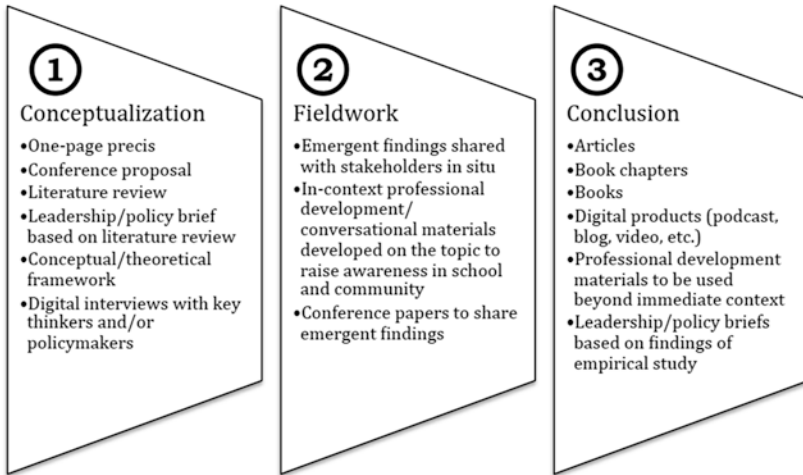 1
Conceptualization
•One-page precis
•Conference proposal
•Literature review
•Leadership/policy brief
based on literature review
•Conceptual/theoretical
framework
•Digital interviews with key
thinkers and/or
policymakers
2
Fieldwork
•Emergent findings shared
with stakeholders in situ
•In-context professional
development/
conversational materials
developed on the topic to
raise awareness in school
and community
•Conference papers to share
emergent findings
3
Conclusion
•Articles
•Book chapters
•Books
•Digital products (podcast,
blog, video, etc.)
•Professional development
materials to be used
beyond immediate context
•Leadership/policy briefs
based on findings of
empirical study